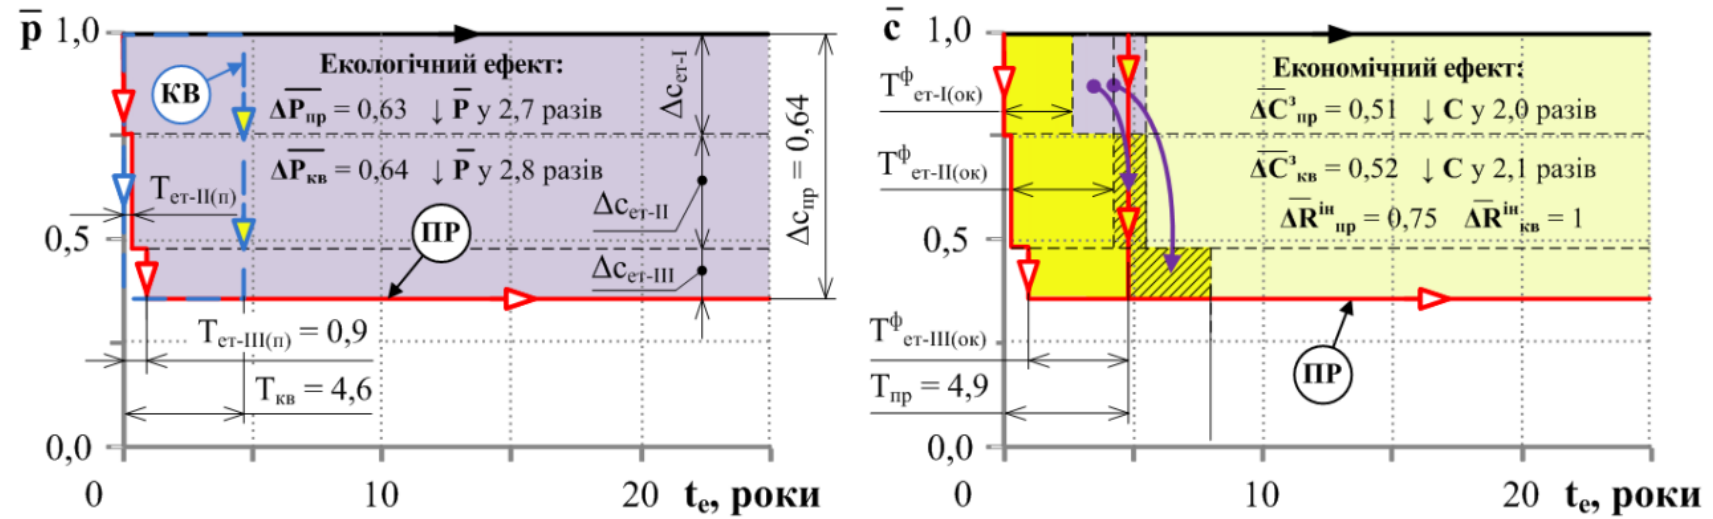 p̅ 1,0
КВ
Екологічний ефект:
ΔP̅пр = 0,63 ↓ P̅ у 2,7 разів
ΔP̅кв = 0,64 ↓ P̅ у 2,8 разів
Tет-II(п)
0,5
ПР
Δcет-I
Δcет-II
Δcет-III
Δcпр = 0,64
Tет-III(п) = 0,9
Tкв = 4,6
0,0
0 10 20 tе, роки
c̅ 1,0
Tфет-I(ок)
Tфет-II(ок)
Економічний ефект:
ΔC̅зпр = 0,51 ↓ C у 2,0 разів
ΔC̅зкв = 0,52 ↓ C у 2,1 разів
ΔR̅інпр = 0,75 ΔR̅інкв = 1
0,5
Tфет-III(ок)
Tпр = 4,9
ПР
0,0
0 10 20 tе, роки